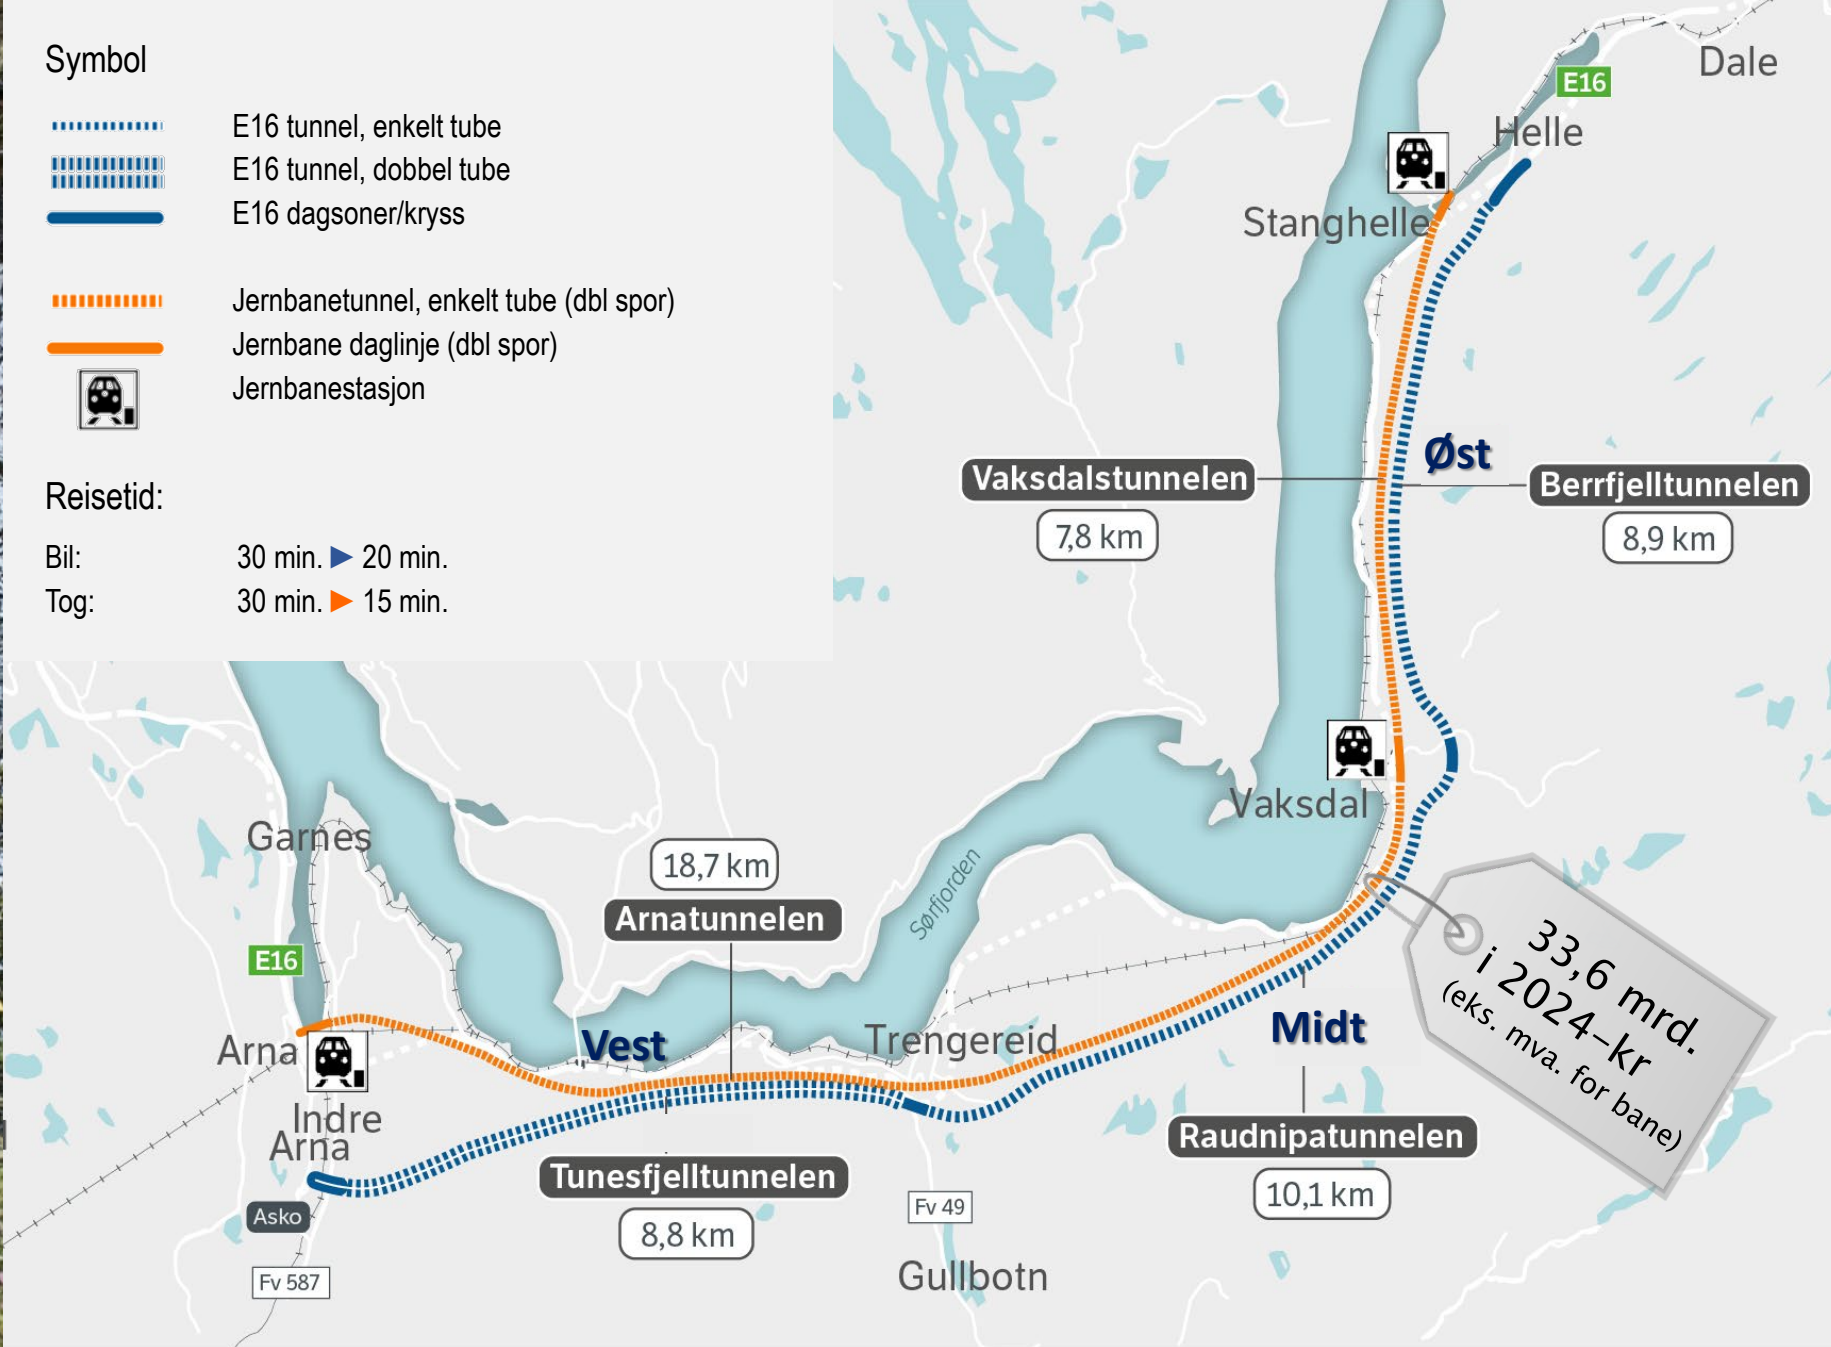 Symbol
E16 tunnel, enkelt tube
E16 tunnel, dobbel tube
E16 dagsoner/kryss
Jernbanetunnel, enkelt tube (dbl spor)
Jernbane daglinje (dbl spor)
Jernbanestasjon
Reisetid:
Bil: 30 min. ▶ 20 min.
Tog: 30 min. ▶ 15 min.
Dale
E16
Helle
Stanghelle
Øst
Vaksdalstunnelen
7,8 km
Berrfjelltunnelen
8,9 km
Vaksdal
Garnes
18,7 km
Arnatunnelen
Sørfjorden
E16
33,6 mrd.
i 2024-kr
(eks. mva. for bane)
Arna
Vest
Trengereid
Midt
Indre
Arna
Raudnipatunnelen
10,1 km
Tunesfjelltunnelen
8,8 km
Asko
Fv 49
Fv 587
Gullbotn